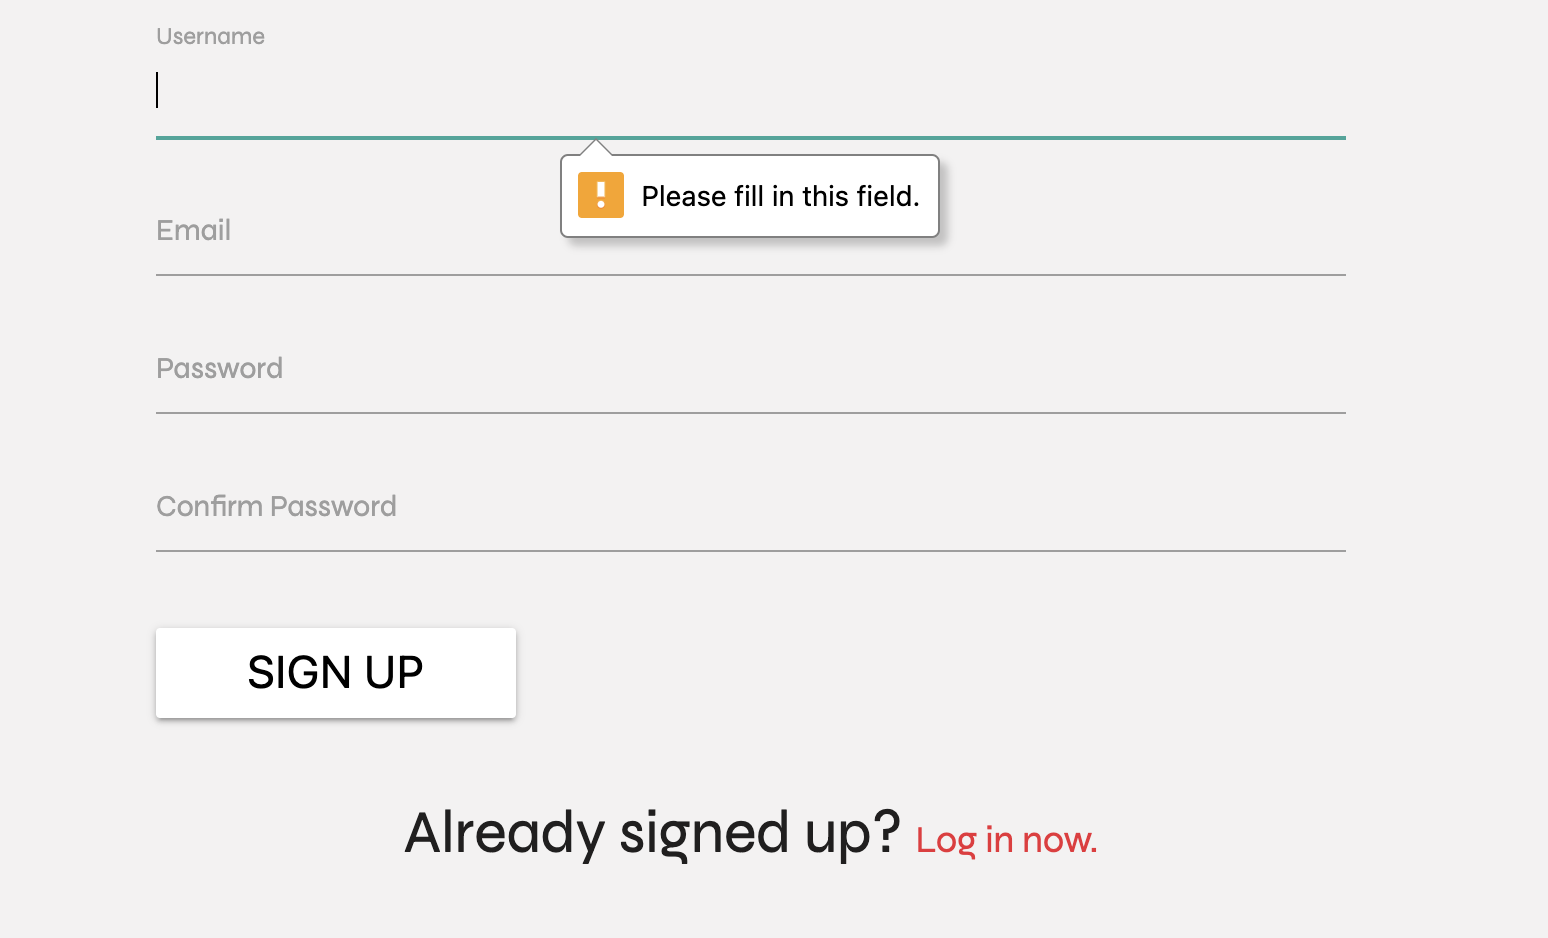 Username
Please fill in this field.
Email
Password
Confirm Password
SIGN UP
Already signed up? Log in now.